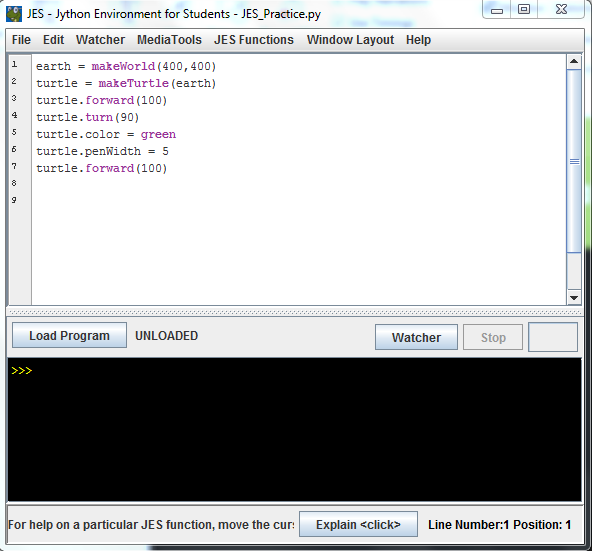 JES - Jython Environment for Students - JES_Practice.py
File Edit Watcher MediaTools JES Functions Window Layout Help
1 earth = makeWorld(400,400)
2 turtle = makeTurtle(earth)
3 turtle.forward(100)
4 turtle.turn(90)
5 turtle.color = green
6 turtle.penWidth = 5
7 turtle.forward(100)
8
9
Load Program UNLOADED Watcher Stop
>>>
For help on a particular JES function, move the cur Explain <click> Line Number:1 Position: 1